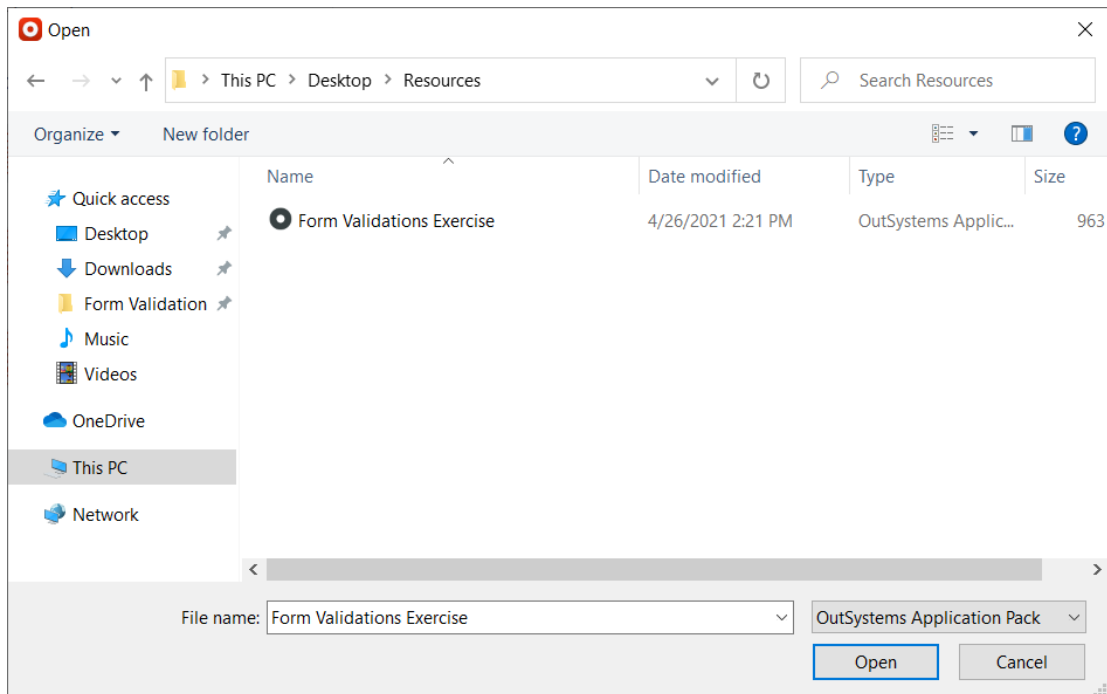 Open
This PC > Desktop > Resources
Search Resources
Organize
New folder
?
Name
Date modified
Type
Size
Quick access
Desktop
Downloads
Form Validation
Music
Videos
OneDrive
This PC
Network
Form Validations Exercise
4/26/2021 2:21 PM
OutSystems Applic...
963
File name: Form Validations Exercise
OutSystems Application Pack
Open
Cancel